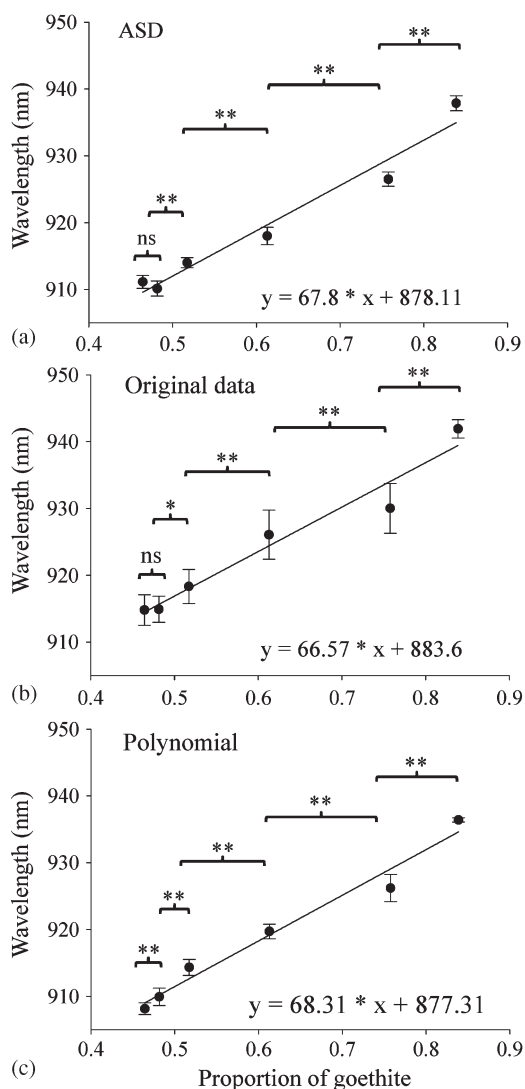 950
ASD
**
940
**
**
930
Wavelength (nm)
**
920
ns
910
y = 67.8 * x + 878.11
(a)
0.4 0.5 0.6 0.7 0.8 0.9
950
Original data
**
940
**
**
930
Wavelength (nm)
*
ns
920
910
y = 66.57 * x + 883.6
(b)
0.4 0.5 0.6 0.7 0.8 0.9
950
Polynomial
**
940
**
**
930
Wavelength (nm)
**
920
**
910
y = 68.31 * x + 877.31
(c)
0.4 0.5 0.6 0.7 0.8 0.9
Proportion of goethite